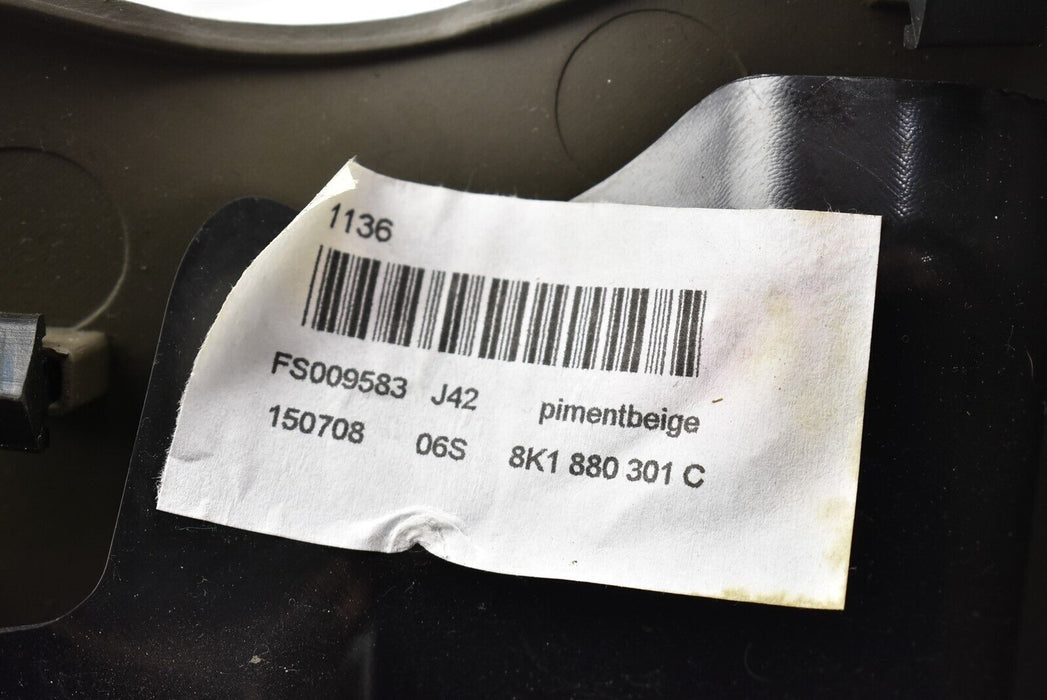 1136
FS009583 J42 pimentbeige
150708 06S 8K1 880 301 C